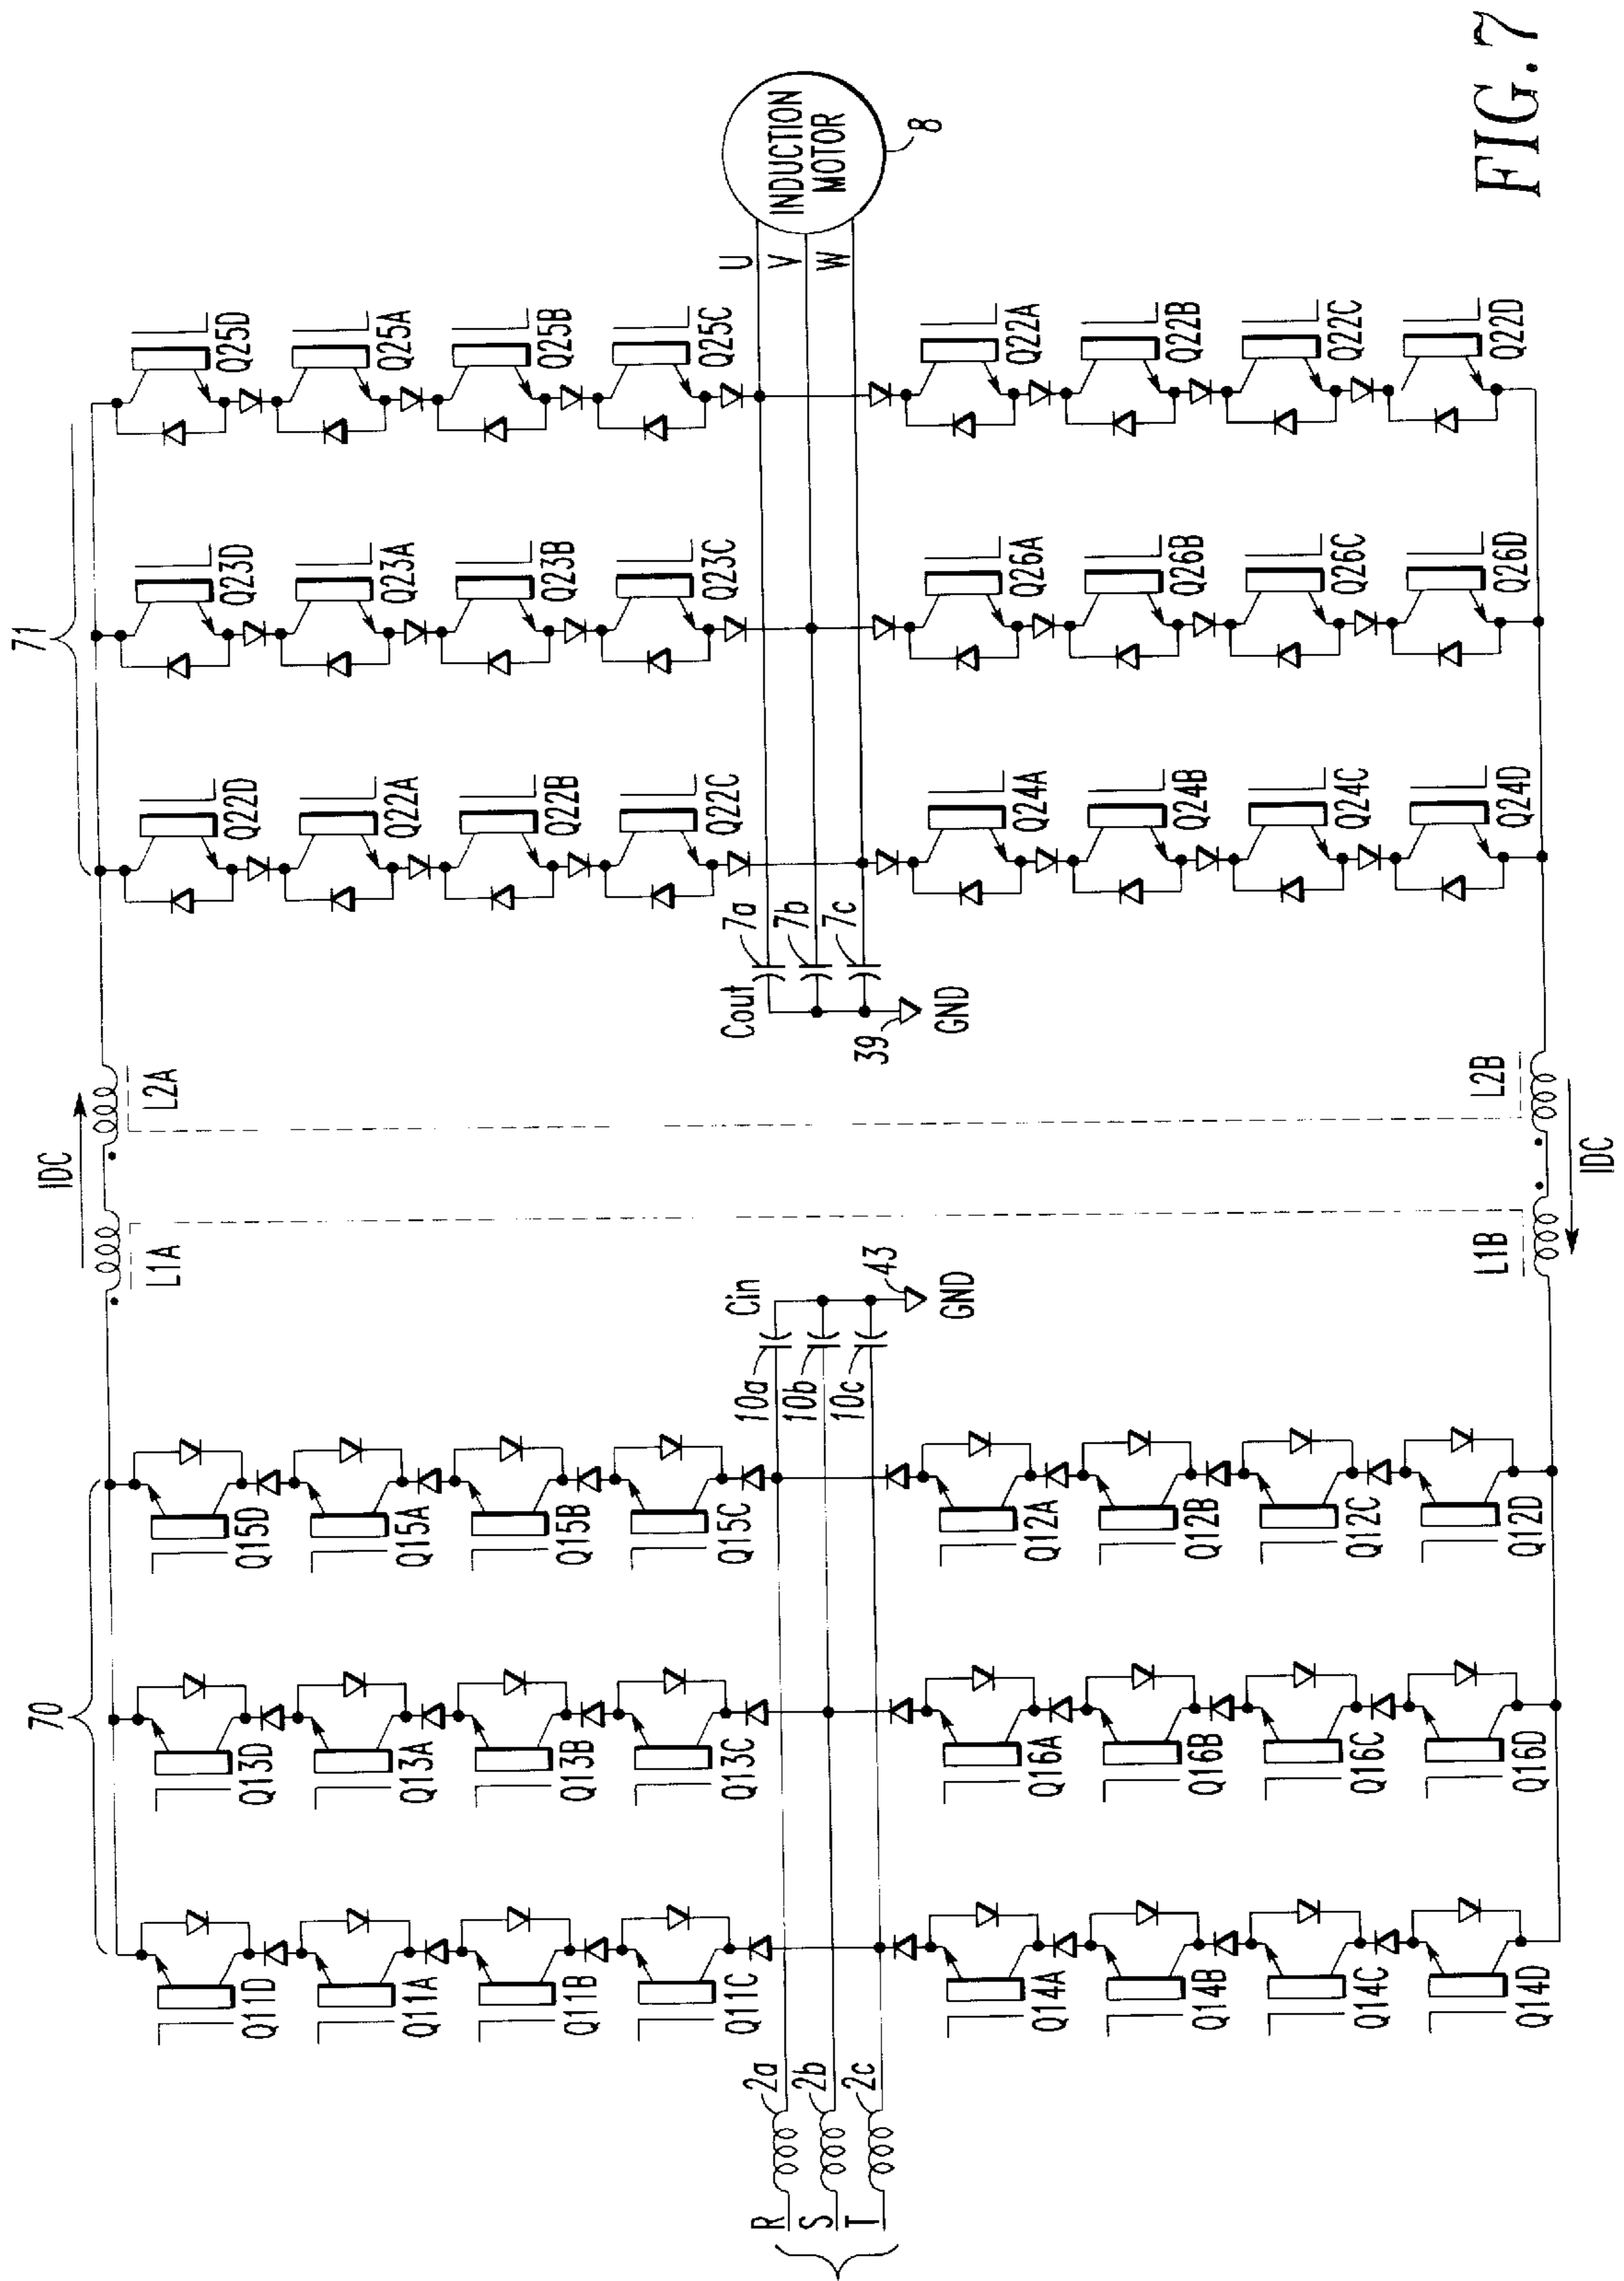 70
71
IDC
L1A
L2A
Q11D
Q13D
Q15D
Q22D
Q23D
Q25D
Q11A
Q13A
Q15A
Q22A
Q23A
Q25A
Q11B
Q13B
Q15B
Q22B
Q23B
Q25B
Q11C
Q13C
Q15C
Q22C
Q23C
Q25C
R
2a
10a
Cin
Cout
7a
U
S
2b
10b
7b
V
T
2c
10c
43
GND
39
GND
7c
W
INDUCTION
MOTOR
8
Q14A
Q16A
Q12A
Q24A
Q26A
Q22A
Q14B
Q16B
Q12B
Q24B
Q26B
Q22B
Q14C
Q16C
Q12C
Q24C
Q26C
Q22C
Q14D
Q16D
Q12D
Q24D
Q26D
Q22D
L1B
L2B
IDC
FIG.7